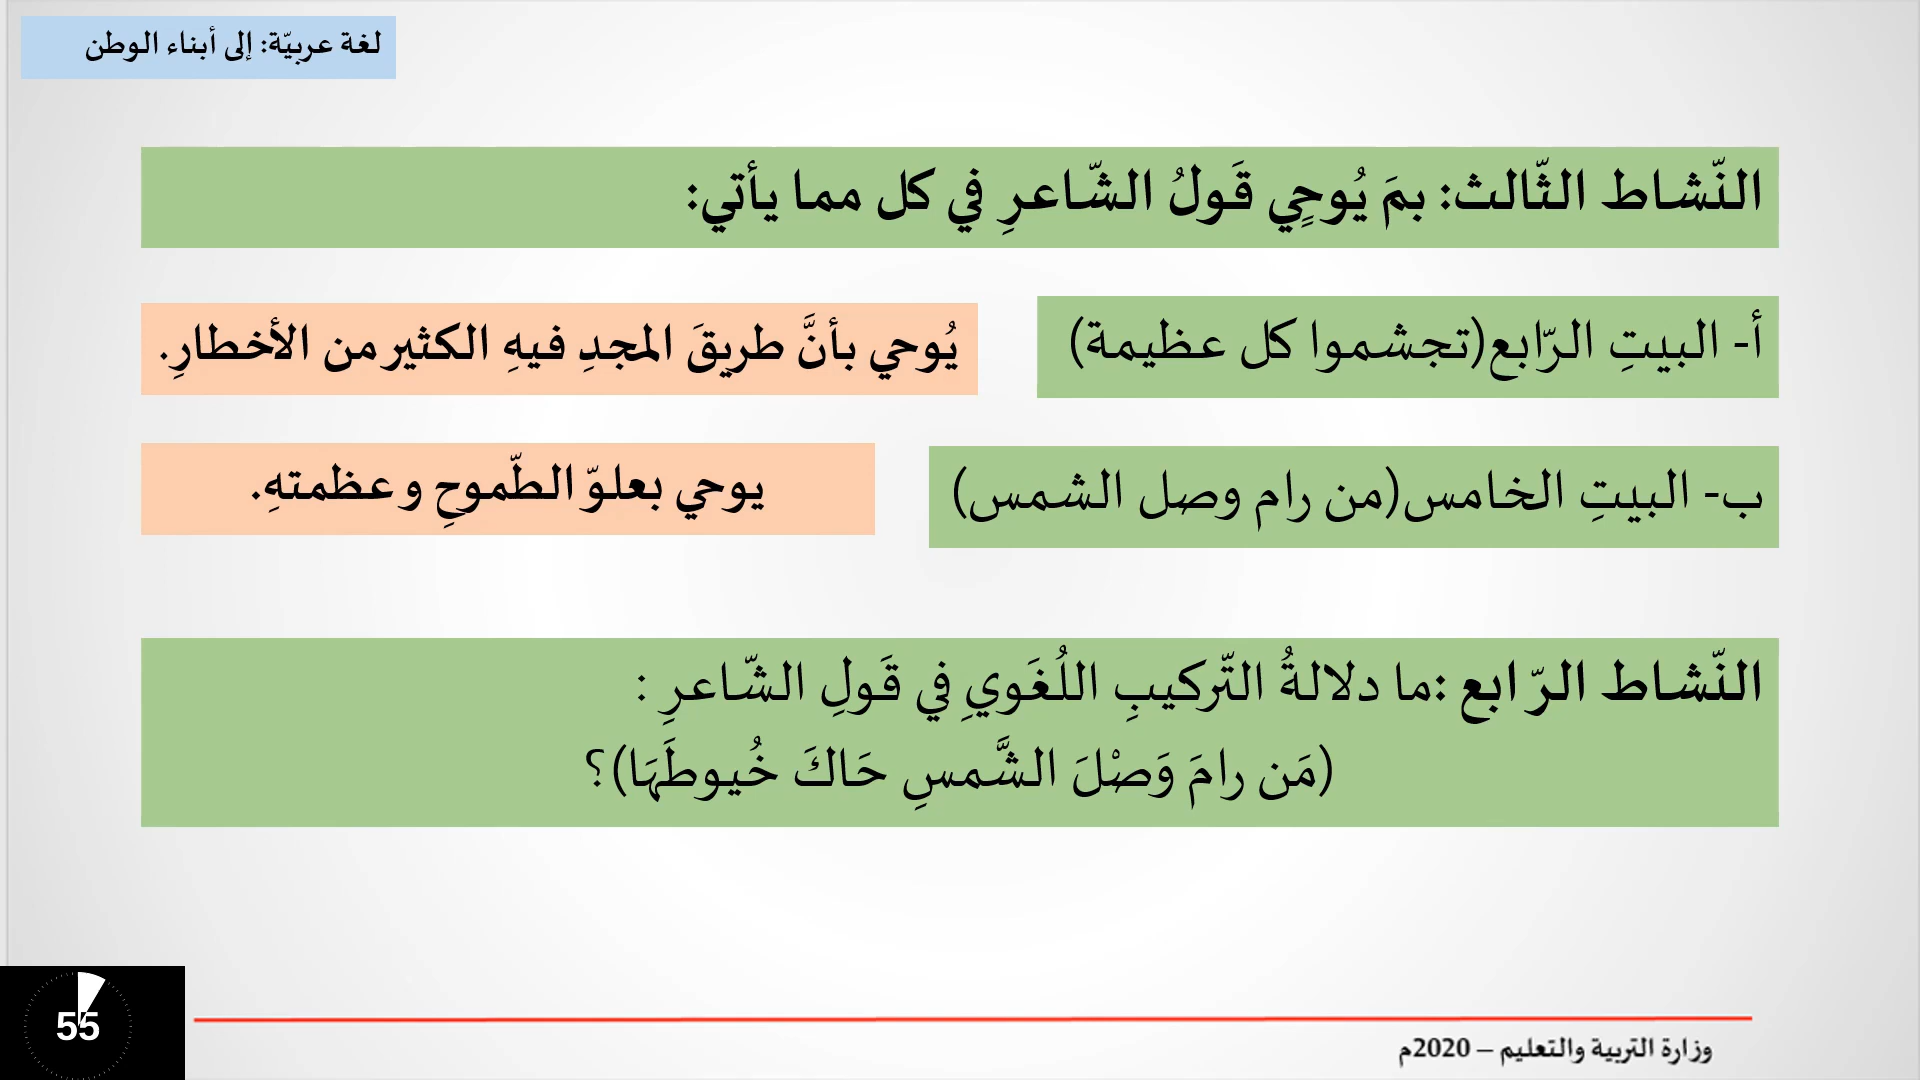 لغة عربيّة: إلى أبناء الوطن
النّشاط الثّالث: بمَ يُوحِي قَولُ الشّاعرِ في كل مما يأتي:
أ- البيتِ الرّابع(تجشموا كل عظيمة)
يُوحي بأنَّ طريقَ المجدِ فيهِ الكثير من الأخطارِ.
ب- البيتِ الخامس(من رام وصل الشمس)
يوحي بعلوّ الطّموحِ وعظمتهِ.
النّشاط الرّابع :ما دلالةُ التّركيبِ اللُغَويِ في قَولِ الشّاعرِ :
(مَن رامَ وَصْلَ الشَّمسِ حَاكَ خُيوطَهَا)؟
55
وزارة التربية والتعليم – 2020م